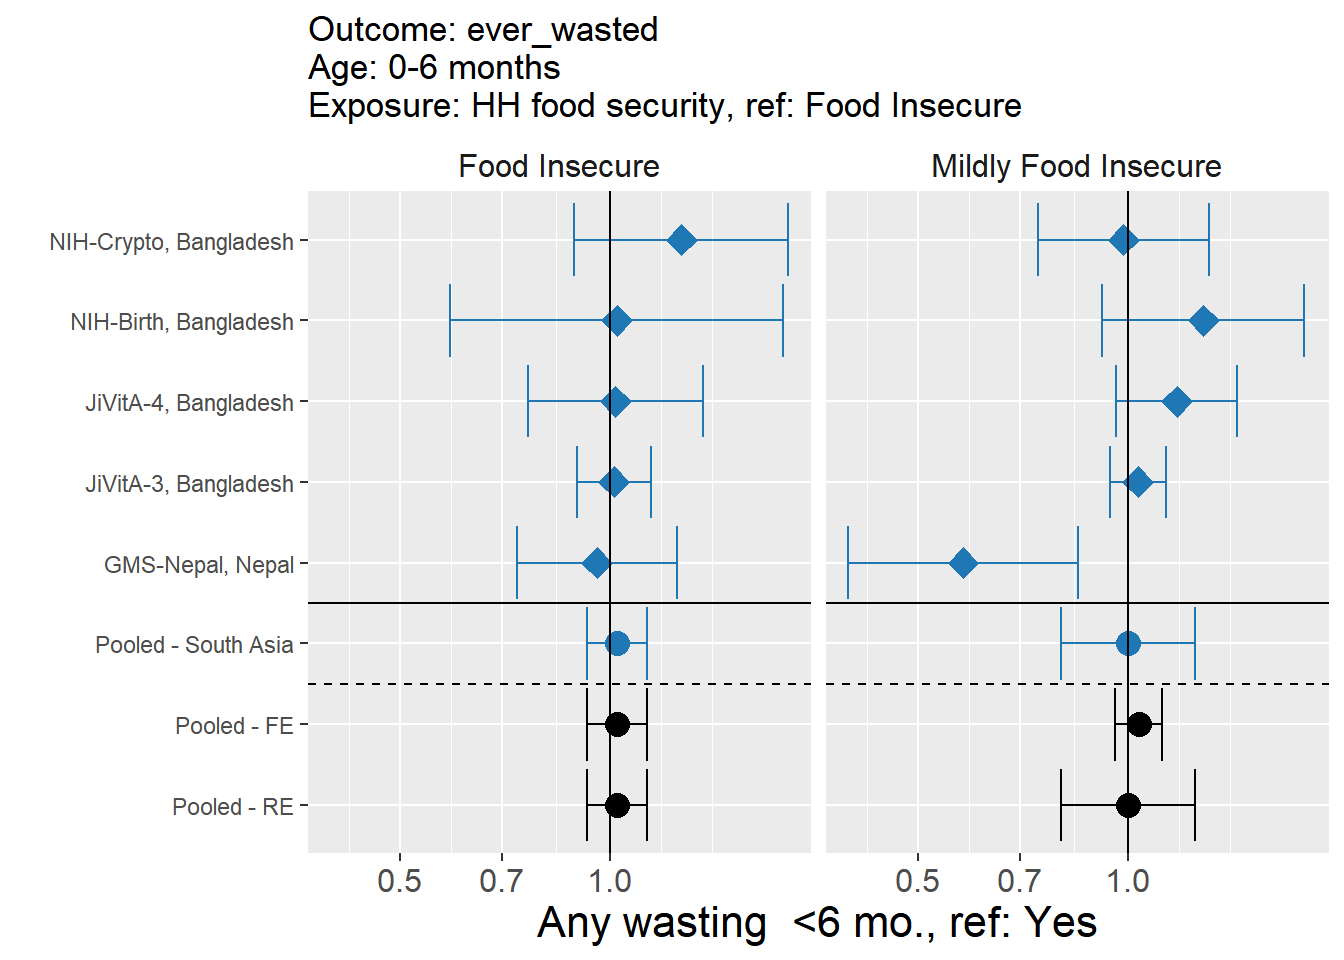 Outcome: ever_wasted
Age: 0-6 months
Exposure: HH food security, ref: Food Insecure
Food Insecure
Mildly Food Insecure
NIH-Crypto, Bangladesh
NIH-Birth, Bangladesh
JiVitA-4, Bangladesh
JiVitA-3, Bangladesh
GMS-Nepal, Nepal
Pooled - South Asia
Pooled - FE
Pooled - RE
0.5 0.7 1.0 0.5 0.7 1.0
Any wasting  <6 mo., ref: Yes